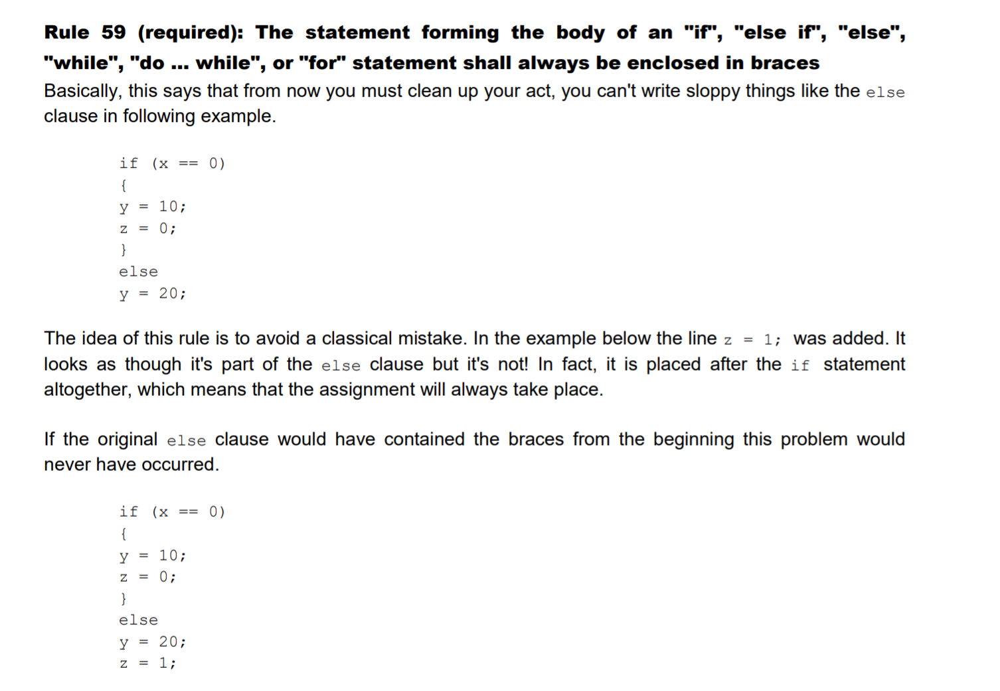 Rule 59 (required): The statement forming the body of an "if", "else if", "else",
"while", "do ... while", or "for" statement shall always be enclosed in braces
Basically, this says that from now you must clean up your act, you can't write sloppy things like the else
clause in following example.
if (x == 0)
{
y = 10;
z = 0;
}
else
y = 20;
The idea of this rule is to avoid a classical mistake. In the example below the line z = 1; was added. It
looks as though it's part of the else clause but it's not! In fact, it is placed after the if statement
altogether, which means that the assignment will always take place.
If the original else clause would have contained the braces from the beginning this problem would
never have occurred.
if (x == 0)
{
y = 10;
z = 0;
}
else
y = 20;
z = 1;